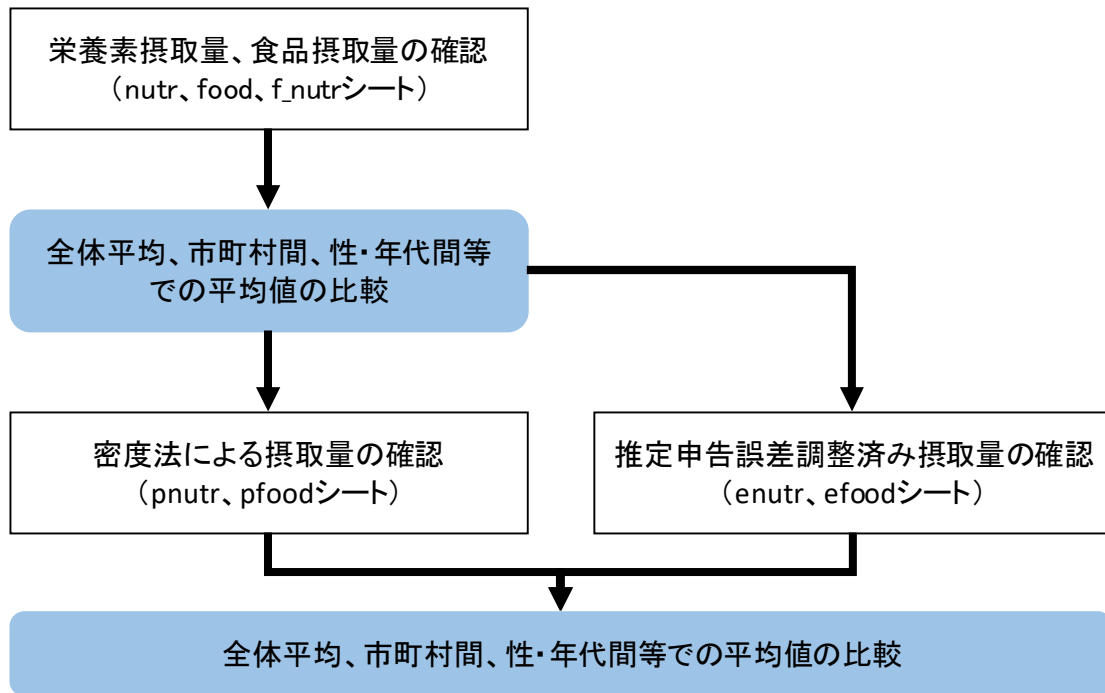 栄養素摂取量、食品摂取量の確認
（nutr、food、f_nutrシート）
全体平均、市町村間、性・年代間等
での平均値の比較
密度法による摂取量の確認
（pnutr、pfoodシート）
推定申告誤差調整済み摂取量の確認
（enutr、efoodシート）
全体平均、市町村間、性・年代間等での平均値の比較